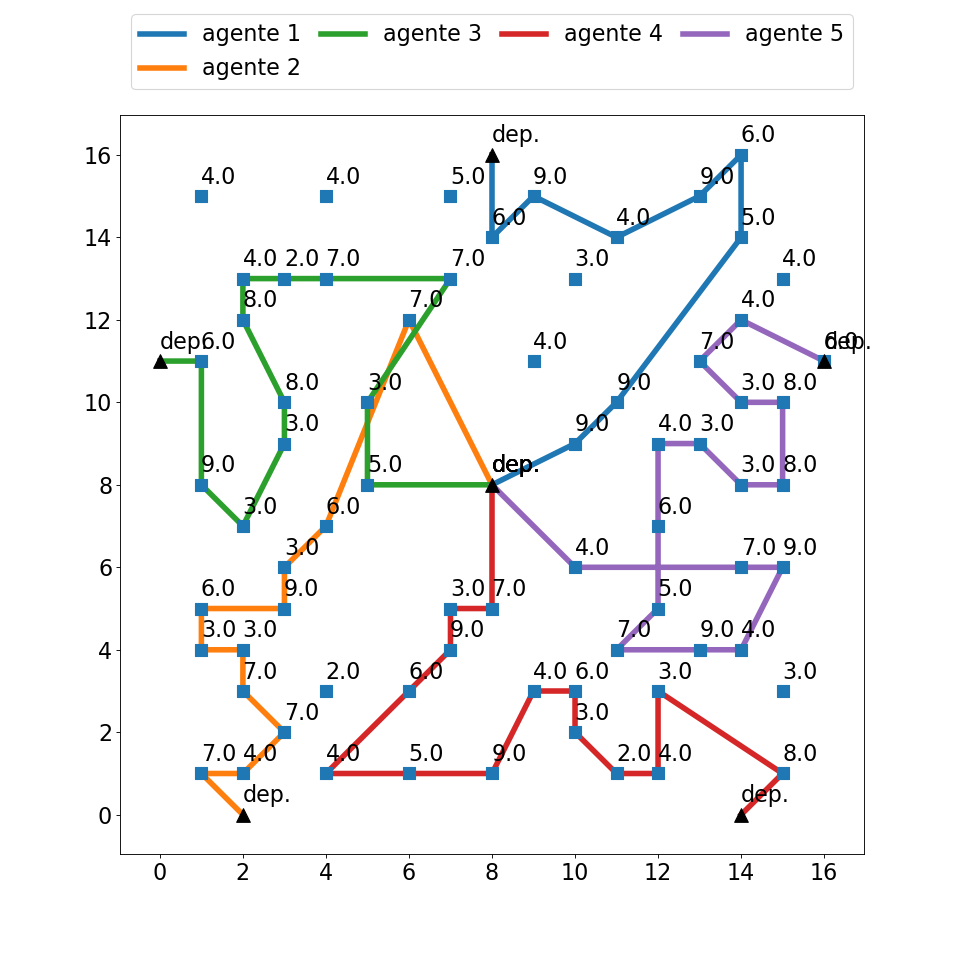 agente 1 agente 3 agente 4 agente 5
agente 2
dep. 6.0
16
4.0 4.0 5.0 9.0 9.0
6.0 4.0 5.0
14
4.0 2.0 7.0 7.0 3.0 4.0
8.0 7.0 4.0
12
dep. 6.0 4.0 7.0 6.0 dep.
8.0 3.0 9.0 3.0 8.0
10
3.0 9.0 4.0 3.0
9.0 5.0 dep. 3.0 8.0
8
3.0 6.0 6.0
3.0 4.0 7.0 9.0
6
6.0 9.0 3.0 7.0 5.0
3.0 3.0 9.0 7.0 9.0 4.0
4
7.0 2.0 6.0 4.0 6.0 3.0 3.0
7.0 3.0
2
7.0 4.0 4.0 5.0 9.0 2.0 4.0 8.0
dep. dep.
0
0 2 4 6 8 10 12 14 16